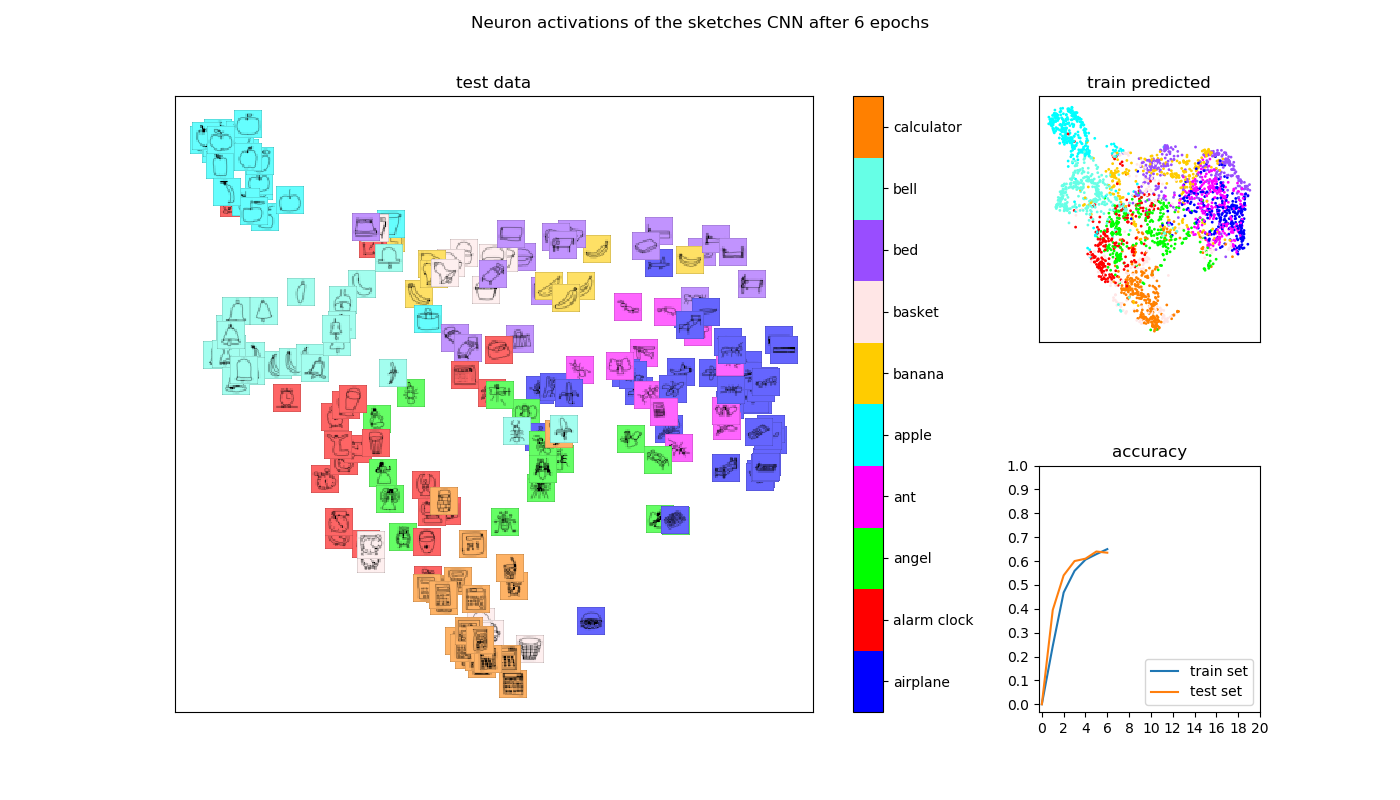 Neuron activations of the sketches CNN after 6 epochs
test data
calculator
bell
bed
basket
banana
apple
ant
angel
alarm clock
airplane
train predicted
accuracy
1.0
0.9
0.8
0.7
0.6
0.5
0.4
0.3
0.2
0.1
0.0
train set
test set
0 2 4 6 8 10 12 14 16 18 20